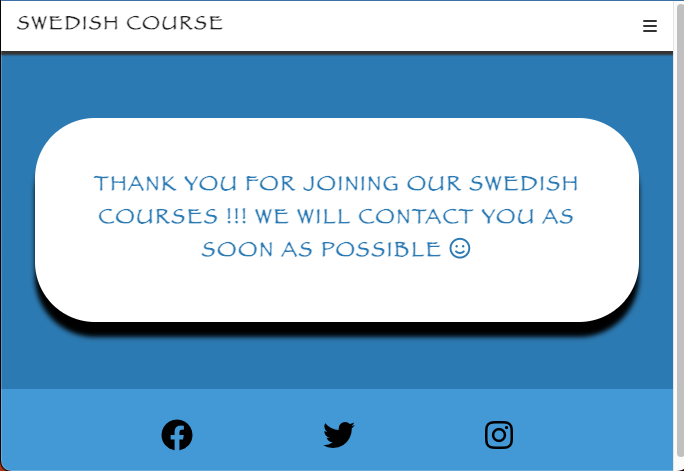 SWEDISH COURSE
THANK YOU FOR JOINING OUR SWEDISH
COURSES !!! WE WILL CONTACT YOU AS
SOON AS POSSIBLE